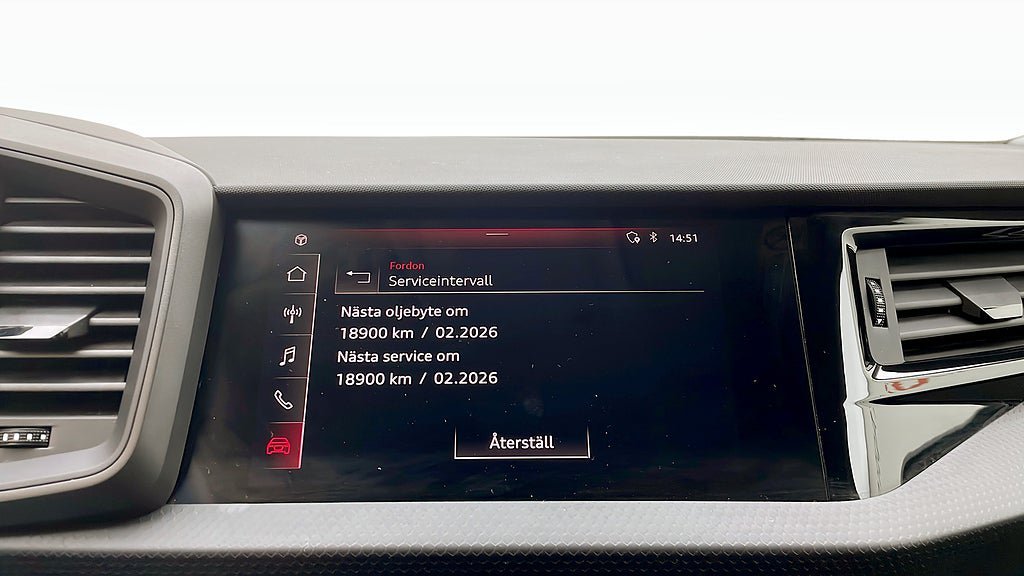 14:51
Fordon
Serviceintervall
Nästa oljebyte om
18900 km / 02.2026
Nästa service om
18900 km / 02.2026
Återställ